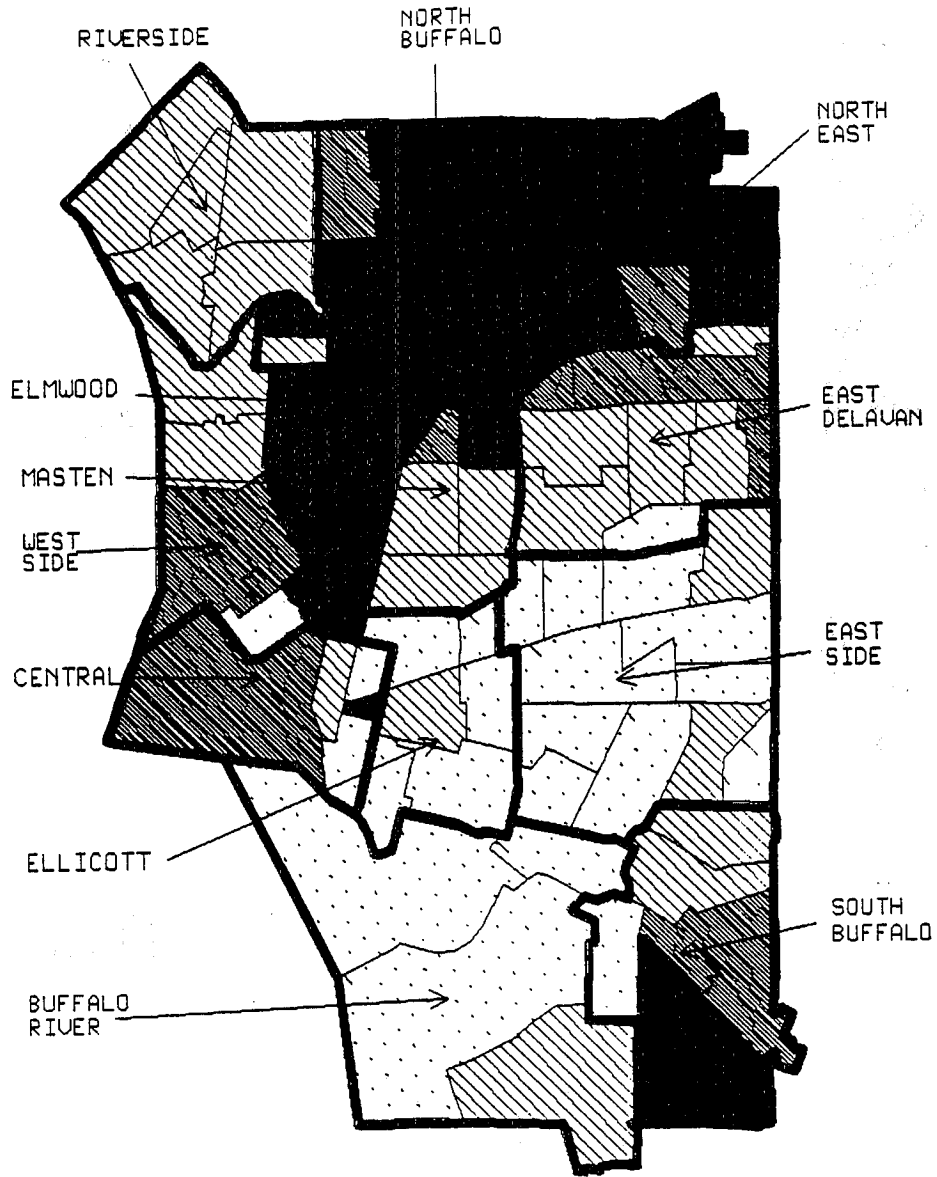 NORTH
BUFFALO
RIVERSIDE
NORTH
EAST
ELMWOOD
EAST
DELAVAN
MASTEN
WEST
SIDE
EAST
SIDE
CENTRAL
ELLICOTT
SOUTH
BUFFALO
BUFFALO
RIVER